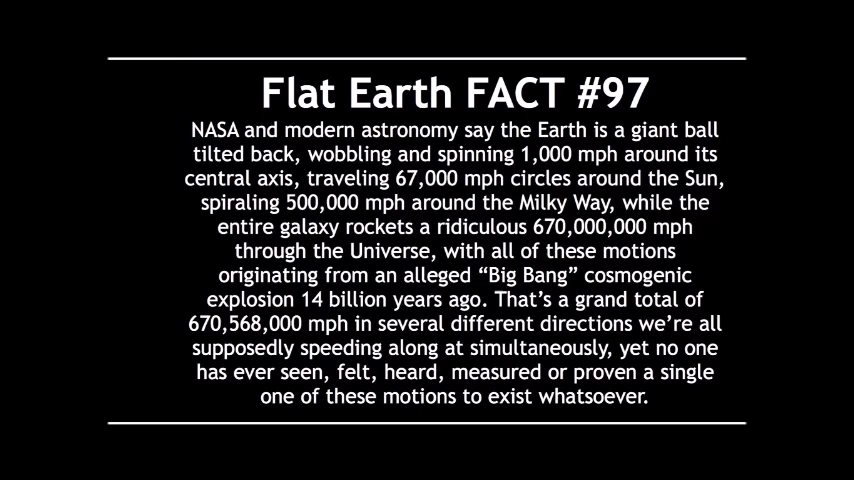 Flat Earth FACT #97
NASA and modern astronomy say the Earth is a giant ball
tilted back, wobbling and spinning 1,000 mph around its
central axis, traveling 67,000 mph circles around the Sun,
spiraling 500,000 mph around the Milky Way, while the
entire galaxy rockets a ridiculous 670,000,000 mph
through the Universe, with all of these motions
originating from an alleged “Big Bang” cosmogenic
explosion 14 billion years ago. That’s a grand total of
670,568,000 mph in several different directions we’re all
supposedly speeding along at simultaneously, yet no one
has ever seen, felt, heard, measured or proven a single
one of these motions to exist whatsoever.